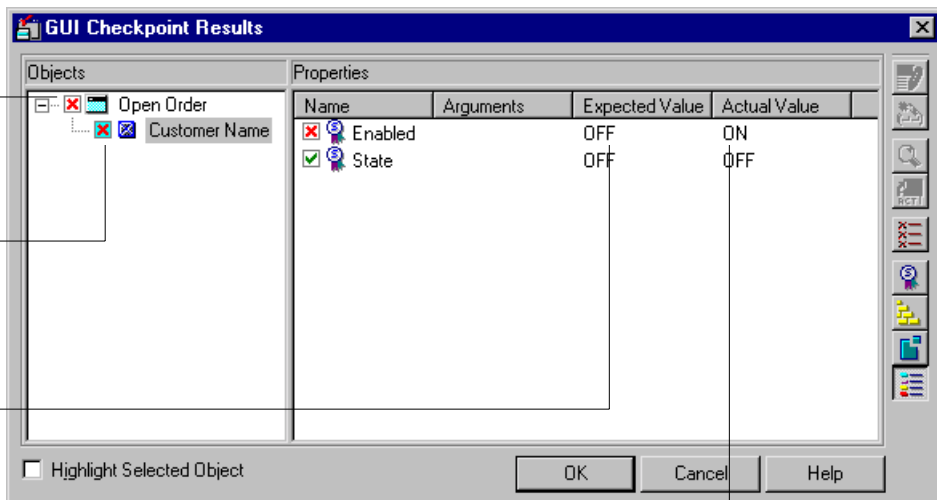 GUI Checkpoint Results
Objects
Properties
Open Order
Customer Name
Name Arguments Expected Value Actual Value
Enabled OFF ON
State OFF OFF
ACT
Highlight Selected Object
OK Cancel Help